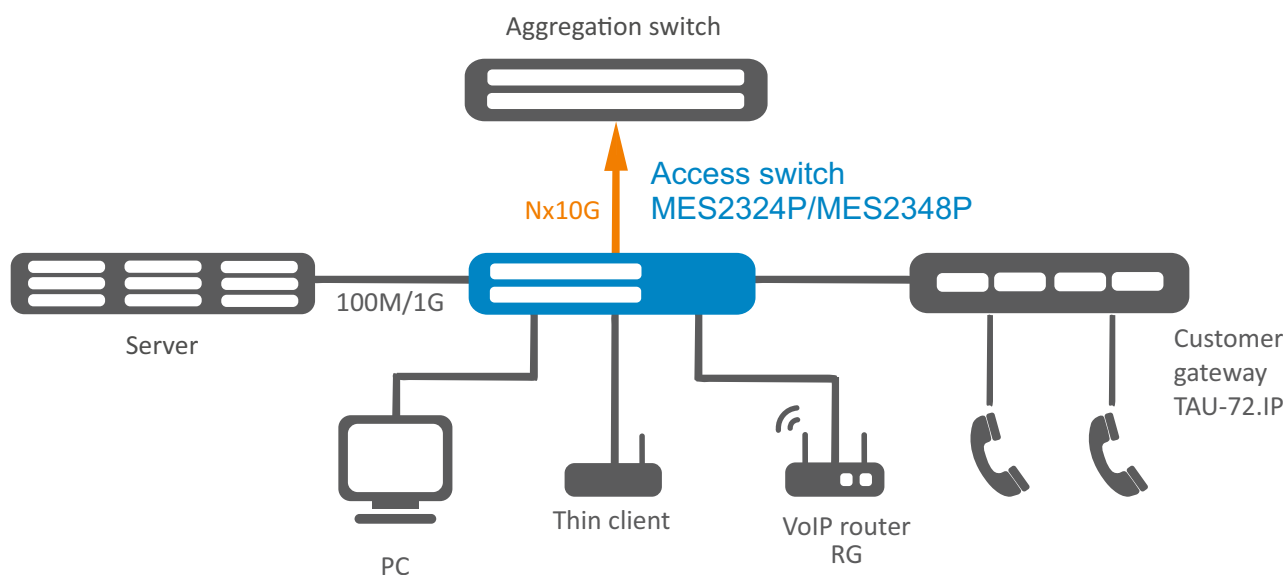 Aggregation switch
Access switch
MES2324P/MES2348P
Nx10G
100M/1G
Server
Customer
gateway
TAU-72.IP
Thin client
VoIP router
RG
PC